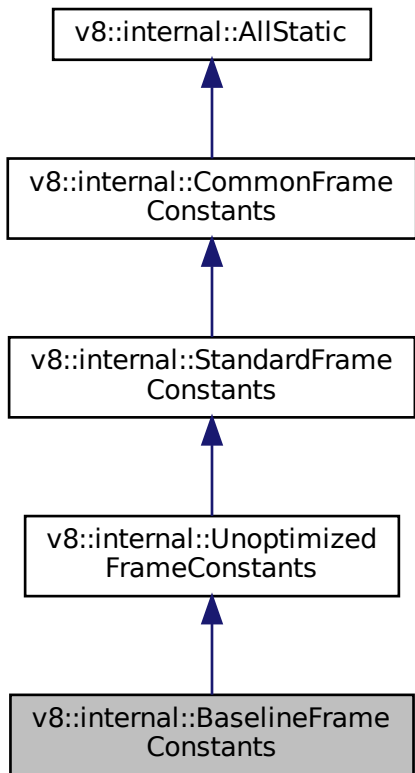 v8::internal::AllStatic
v8::internal::CommonFrame
Constants
v8::internal::StandardFrame
Constants
v8::internal::Unoptimized
FrameConstants
v8::internal::BaselineFrame
Constants